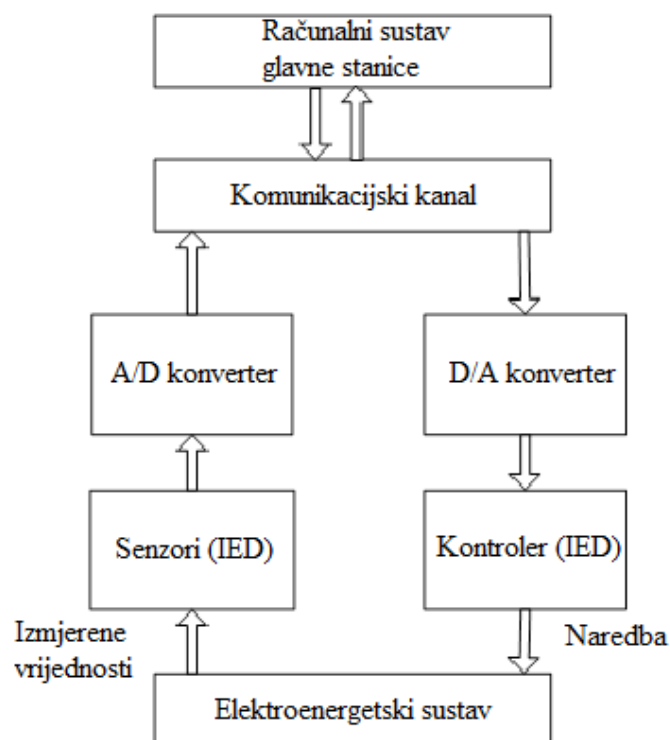 Računalni sustav
glavne stanice
Komunikacijski kanal
A/D konverter
D/A konverter
Senzori (IED)
Kontroler (IED)
Izmjerene
vrijednosti
Naredba
Elektroenergetski sustav